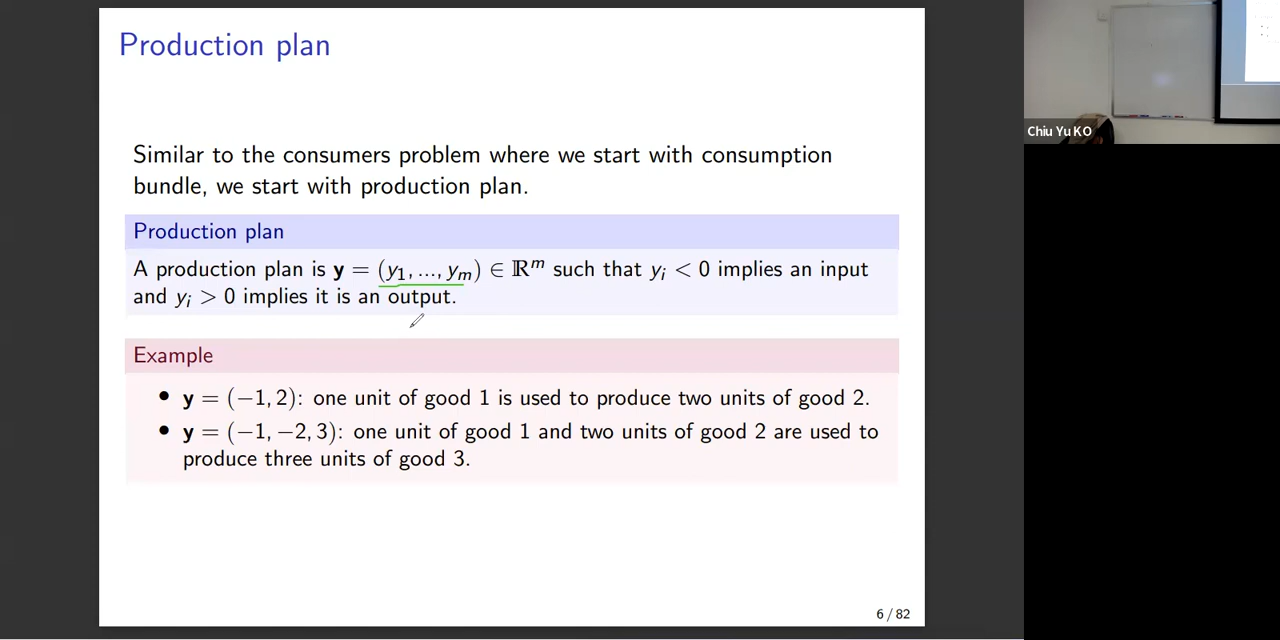 Production plan
Similar to the consumers problem where we start with consumption
bundle, we start with production plan.
Production plan
A production plan is y = (y₁, ..., yₘ) ∈ ℝᵐ such that yᵢ < 0 implies an input
and yᵢ > 0 implies it is an output.
Example
• y = (−1, 2): one unit of good 1 is used to produce two units of good 2.
• y = (−1, −2, 3): one unit of good 1 and two units of good 2 are used to
produce three units of good 3.
6 / 82
Chiu Yu KO